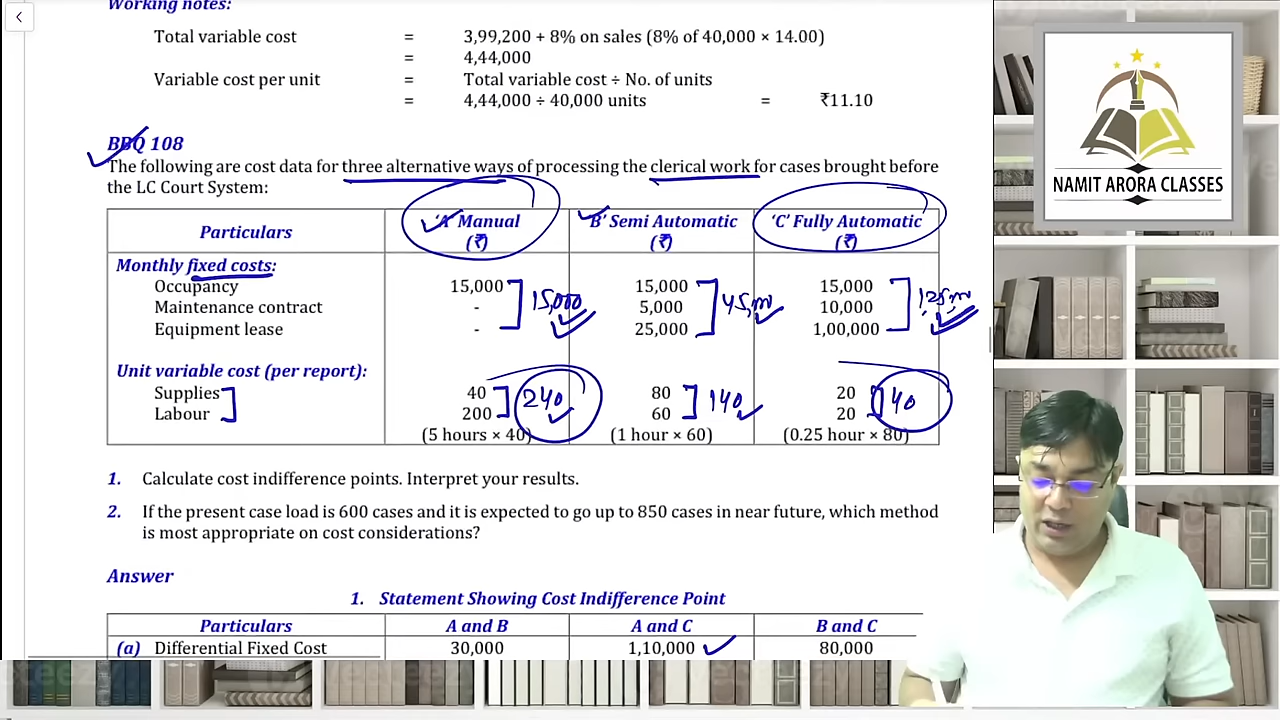 Working notes:
Total variable cost = 3,99,200 + 8% on sales (8% of 40,000 × 14.00)
= 4,44,000
Variable cost per unit = Total variable cost ÷ No. of units
= 4,44,000 ÷ 40,000 units = ₹11.10
BBQ 108
The following are cost data for three alternative ways of processing the clerical work for cases brought before
the LC Court System:
Particulars 'A' Manual (₹) 'B' Semi Automatic (₹) 'C' Fully Automatic (₹)
Monthly fixed costs:
Occupancy 15,000 15,000 15,000
Maintenance contract - 5,000 10,000
Equipment lease - 25,000 1,00,000
15,000
Unit variable cost (per report):
Supplies 40 80 20
Labour 200 60 20
240 140 40
(5 hours × 40) (1 hour × 60) (0.25 hour × 80)
1. Calculate cost indifference points. Interpret your results.
2. If the present case load is 600 cases and it is expected to go up to 850 cases in near future, which method
is most appropriate on cost considerations?
Answer
1. Statement Showing Cost Indifference Point
Particulars A and B A and C B and C
(a) Differential Fixed Cost 30,000 1,10,000 80,000
NAMIT ARORA CLASSES